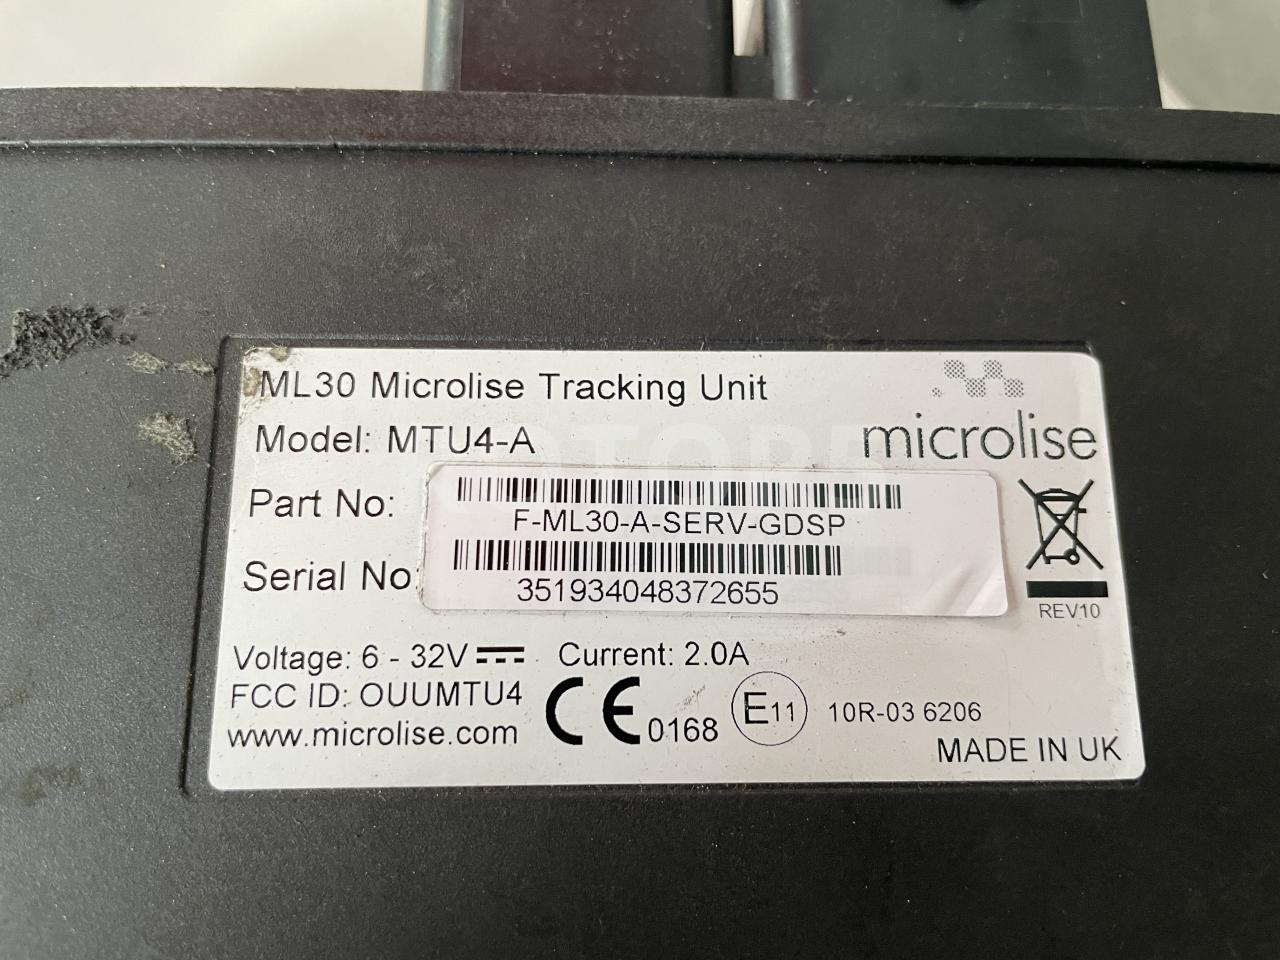 ML30 Microlise Tracking Unit
microlise
Model: MTU4-A
Part No:
F-ML30-A-SERV-GDSP
Serial No:
351934048372655
REV10
Voltage: 6 - 32V
Current: 2.0A
FCC ID: OUUMTU4
www.microlise.com
CE 0168
E11
10R-03 6206
MADE IN UK